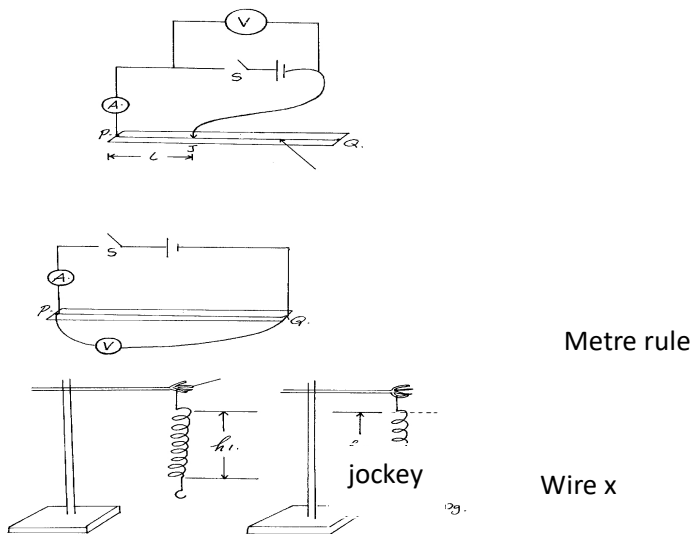 V
S
A.
P.
J
Q.
L
S
A.
P.
Q.
V
Metre rule
h1.
jockey
Wire x